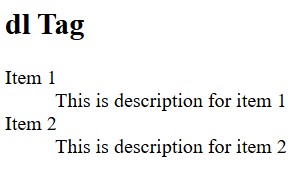 dl Tag
Item 1
This is description for item 1
Item 2
This is description for item 2